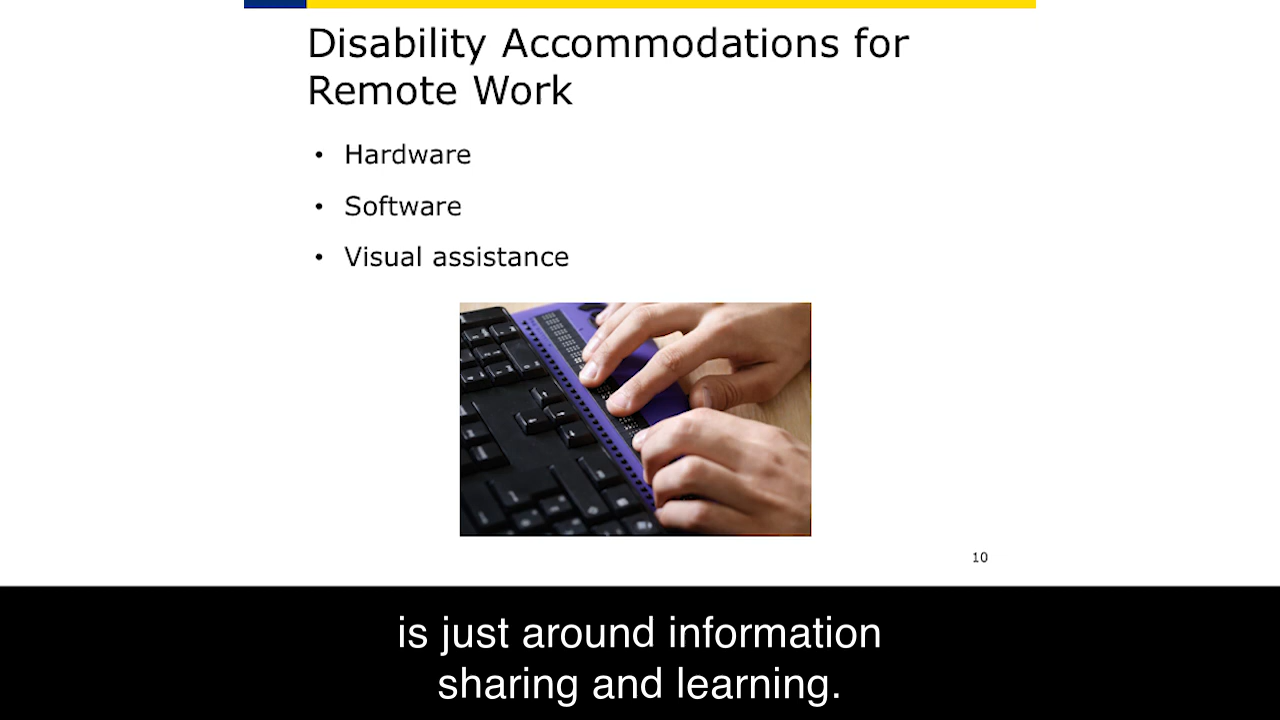 Disability Accommodations for
Remote Work
• Hardware
• Software
• Visual assistance
10
is just around information
sharing and learning.